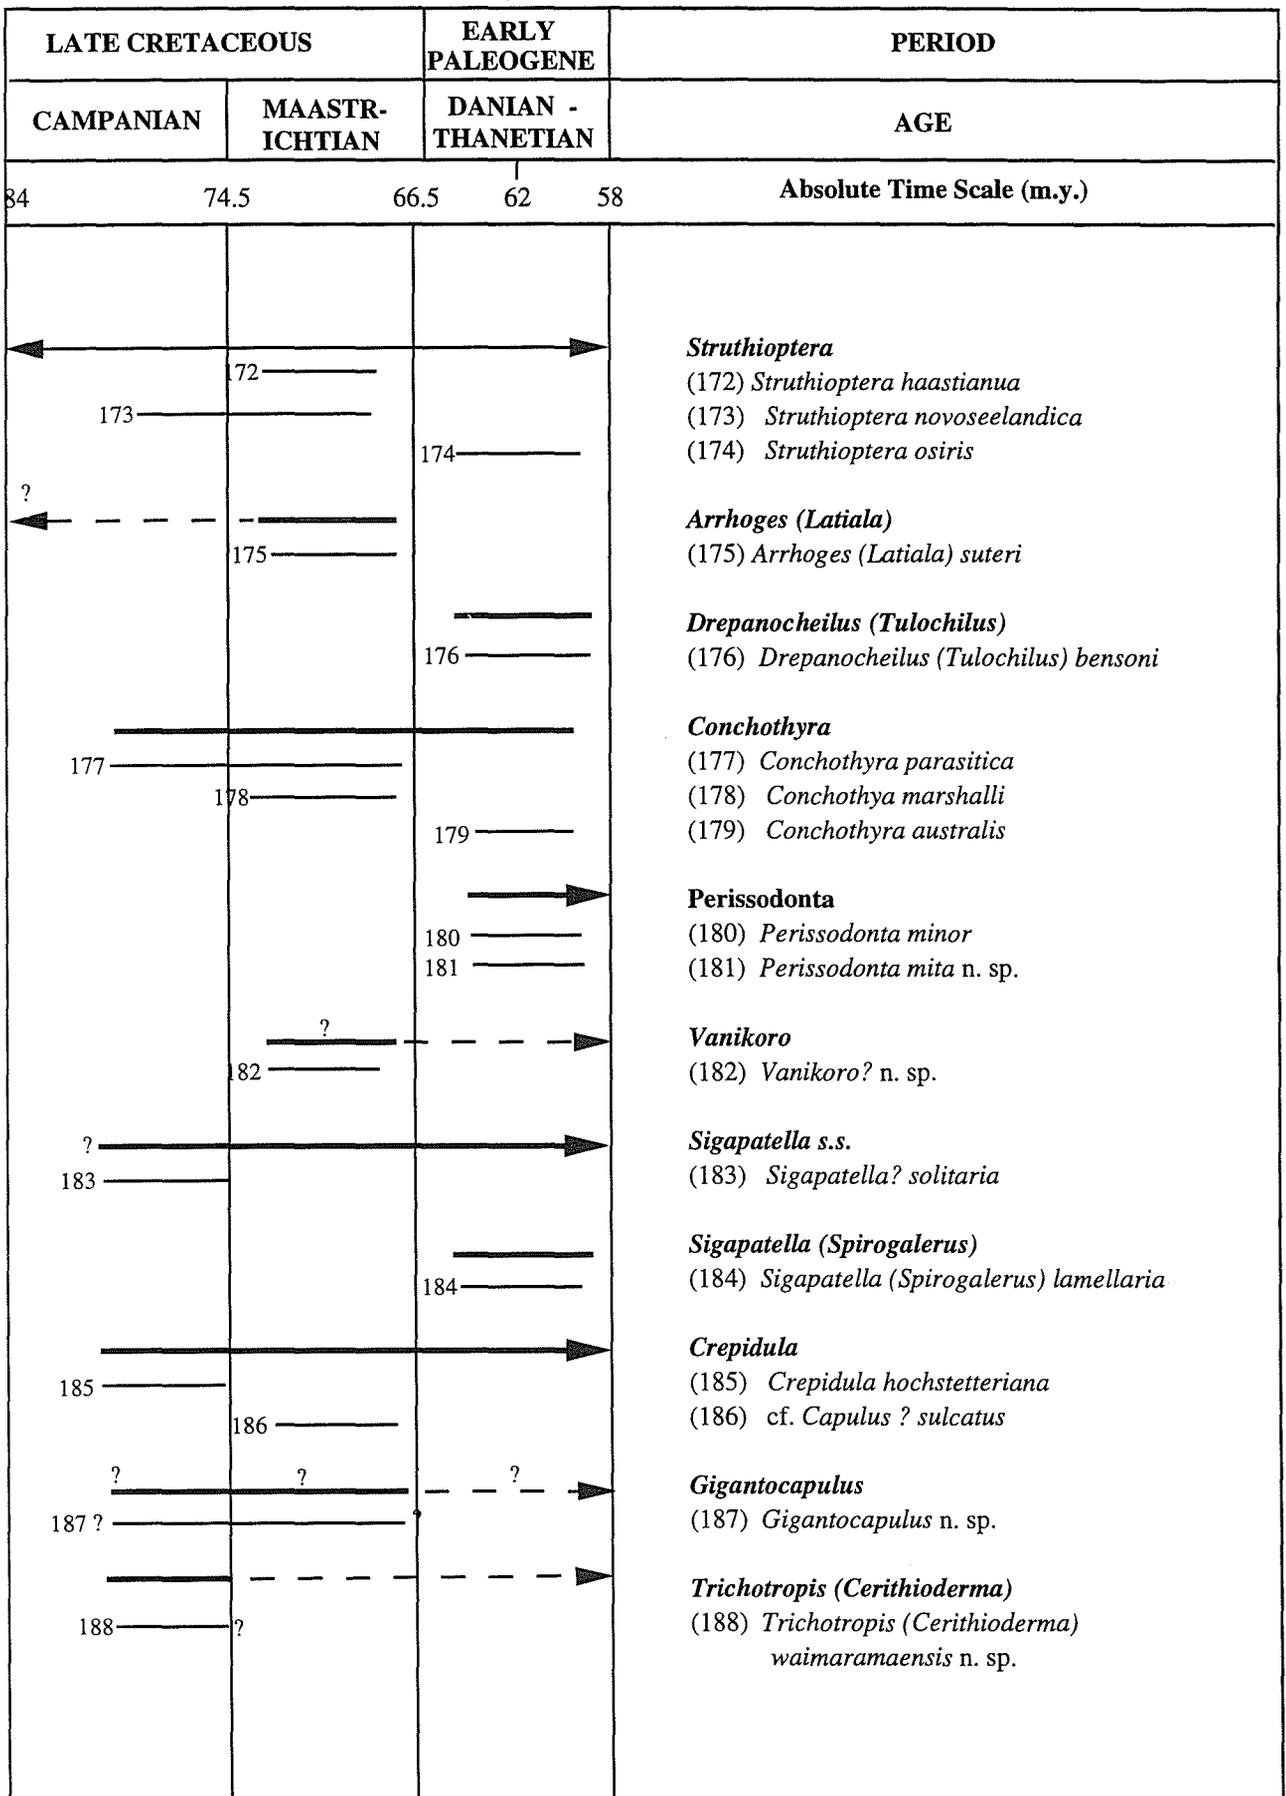 LATE CRETACEOUS
EARLY
PALEOGENE
PERIOD
CAMPANIAN
MAASTR-
ICHTIAN
DANIAN -
THANETIAN
AGE
84 74.5 66.5 62 58
Absolute Time Scale (m.y.)
Struthioptera
172
(172) Struthioptera haastianua
173
(173) Struthioptera novoseelandica
174
(174) Struthioptera osiris
?
Arrhoges (Latiala)
175
(175) Arrhoges (Latiala) suteri
Drepanocheilus (Tulochilus)
176
(176) Drepanocheilus (Tulochilus) bensoni
Conchothyra
177
(177) Conchothyra parasitica
178
(178) Conchothya marshalli
179
(179) Conchothyra australis
Perissodonta
180
(180) Perissodonta minor
181
(181) Perissodonta mita n. sp.
?
Vanikoro
182
(182) Vanikoro? n. sp.
?
Sigapatella s.s.
183
(183) Sigapatella? solitaria
Sigapatella (Spirogalerus)
184
(184) Sigapatella (Spirogalerus) lamellaria
Crepidula
185
(185) Crepidula hochstetteriana
186
(186) cf. Capulus ? sulcatus
? ? ?
Gigantocapulus
187 ? ?
(187) Gigantocapulus n. sp.
Trichotropis (Cerithioderma)
188 ?
(188) Trichotropis (Cerithioderma)
waimaramaensis n. sp.